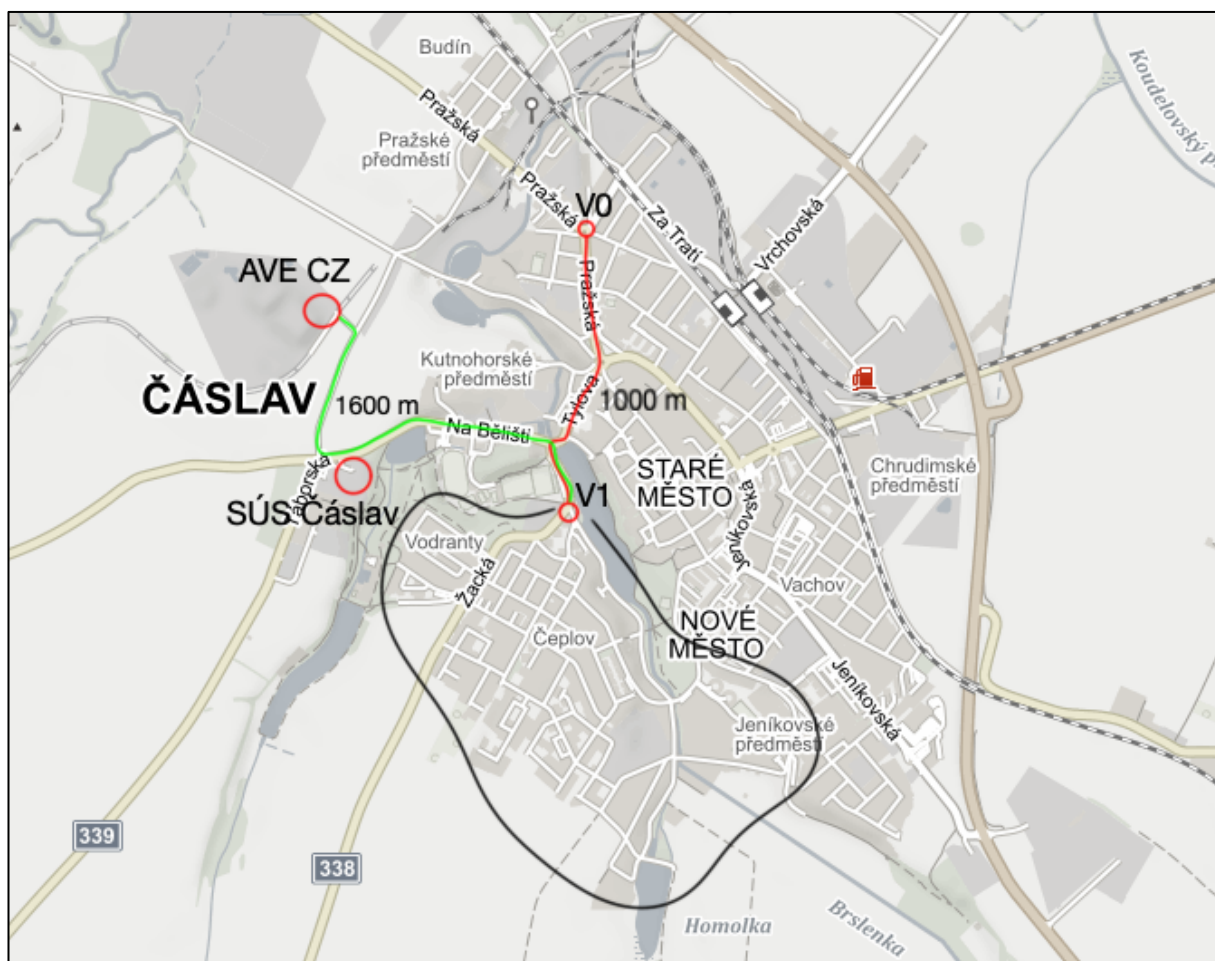 Budín
Koudelovský p
Pražská
Pražské
předměstí
Pražská
V0
Za Tratí
Vrchovská
AVE CZ
Pražská
Kutnohorské
předměstí
ČÁSLAV
1600 m
Tylova
1000 m
Na Bělišti
STARÉ
MĚSTO
Chrudimské
předměstí
áborská
SÚS Čáslav
V1
Jeníkovská
Vodranty
Vachov
Žacká
NOVÉ
MĚSTO
Čeplov
Jeníkovská
Jeníkovské
předměstí
339
338
Homolka
Brslenka